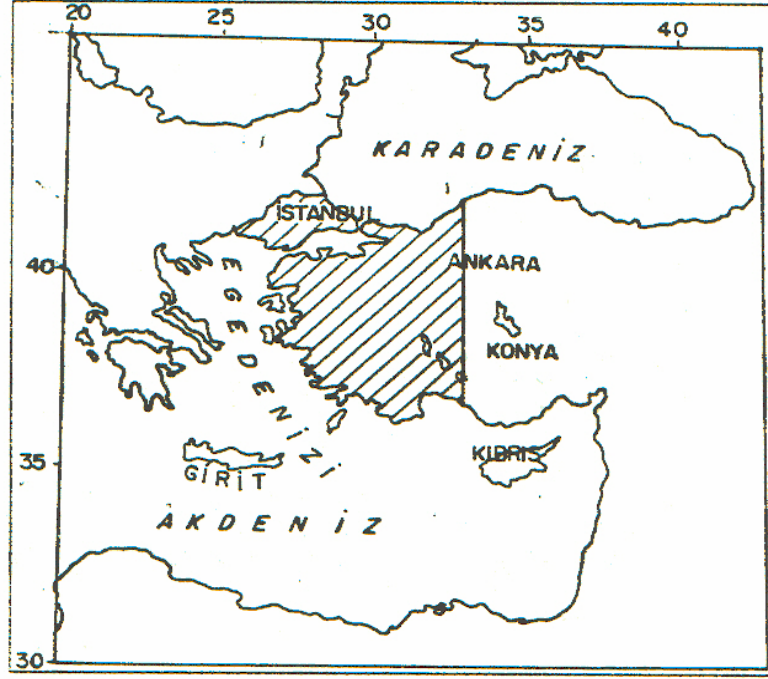 20 25 30 35 40
KARADENİZ
İSTANBUL
ANKARA
40
EGE DENİZİ
KONYA
35
KIBRIS
GİRİT
AKDENİZ
30